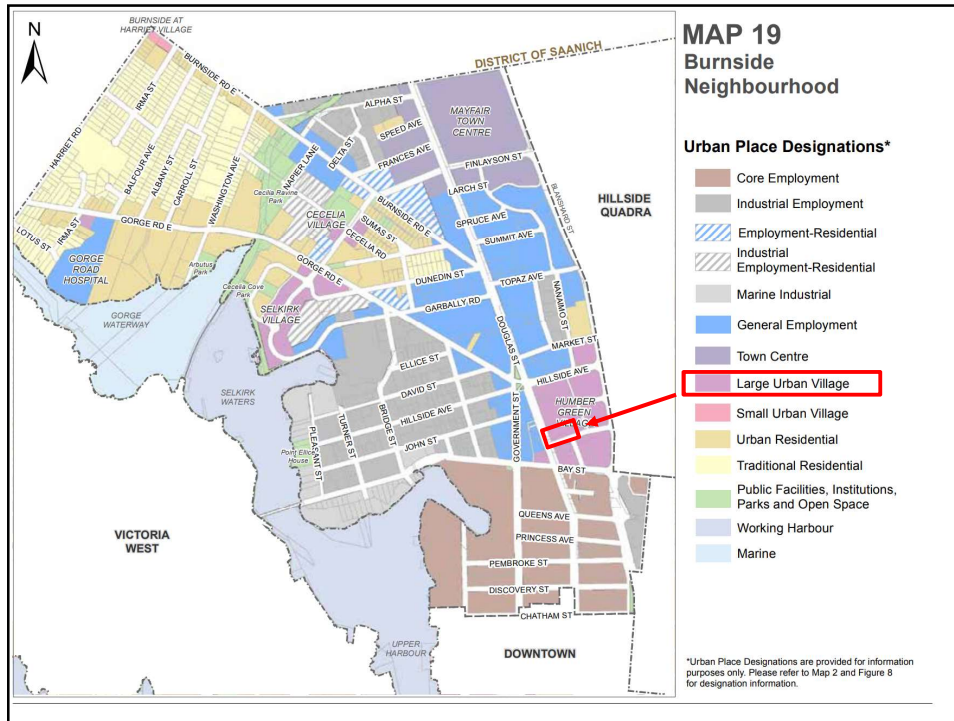 MAP 19
Burnside
Neighbourhood
Urban Place Designations*
Core Employment
Industrial Employment
Employment-Residential
Industrial
Employment-Residential
Marine Industrial
General Employment
Town Centre
Large Urban Village
Small Urban Village
Urban Residential
Traditional Residential
Public Facilities, Institutions,
Parks and Open Space
Working Harbour
Marine
*Urban Place Designations are provided for information
purposes only. Please refer to Map 2 and Figure 8
for designation information.
N
BURNSIDE AT
HARRIET VILLAGE
DISTRICT OF SAANICH
BURNSIDE RD E
IRMA ST
HARRIET RD
BALFOUR AVE
ALBANY ST
CARROLL ST
WASHINGTON AVE
NAPIER LANE
DELTA ST
ALPHA ST
SPEED AVE
FRANCES AVE
MAYFAIR
TOWN
CENTRE
FINLAYSON ST
LARCH ST
BLANSHARD ST
HILLSIDE
QUADRA
Cecilia Ravine
Park
CECELIA
VILLAGE
BURNSIDE RD E
SUMAS ST
CECELIA RD
SPRUCE AVE
SUMMIT AVE
GORGE RD E
LOTUS ST
IRMA ST
GORGE
ROAD
HOSPITAL
Arbutus
Park
Cecelia Cove
Park
GORGE RD E
DUNEDIN ST
TOPAZ AVE
NANAIMO ST
GARBALLY RD
SELKIRK
VILLAGE
GORGE
WATERWAY
DOUGLAS ST
MARKET ST
ELLICE ST
SELKIRK
WATERS
DAVID ST
HILLSIDE AVE
HILLSIDE AVE
HUMBER
GREEN
VILLAGE
PLEASANT ST
TURNER ST
BRIDGE ST
JOHN ST
GOVERNMENT ST
Point Ellice
House
BAY ST
QUEENS AVE
PRINCESS AVE
VICTORIA
WEST
PEMBROKE ST
DISCOVERY ST
CHATHAM ST
UPPER
HARBOUR
DOWNTOWN